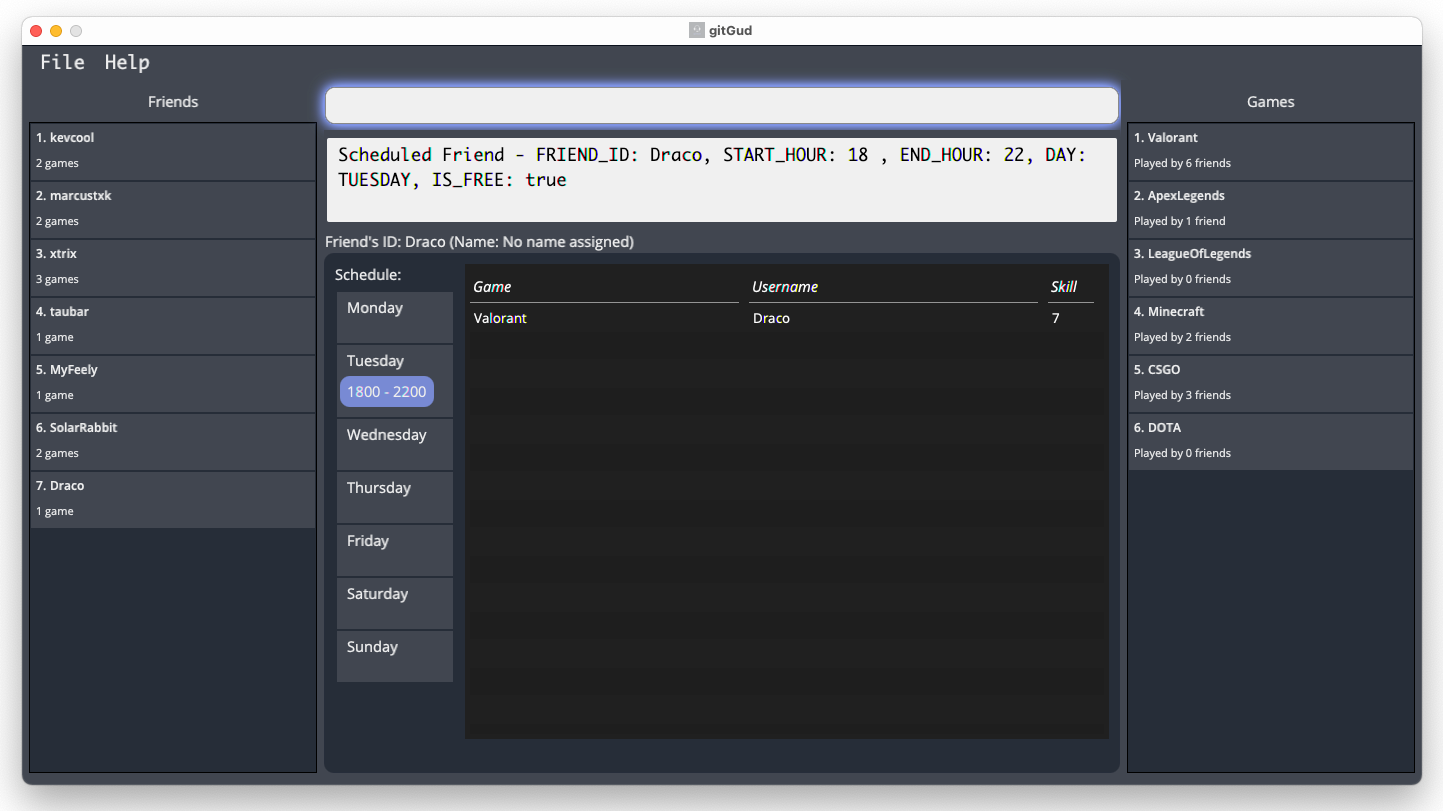 gitGud
File Help
Friends
1. kevcool
2 games
2. marcustxk
2 games
3. xtrix
3 games
4. taubar
1 game
5. MyFeely
1 game
6. SolarRabbit
2 games
7. Draco
1 game
Scheduled Friend - FRIEND_ID: Draco, START_HOUR: 18 , END_HOUR: 22, DAY:
TUESDAY, IS_FREE: true
Friend's ID: Draco (Name: No name assigned)
Schedule:
Monday
Tuesday
1800 - 2200
Wednesday
Thursday
Friday
Saturday
Sunday
Game Username Skill
Valorant Draco 7
Games
1. Valorant
Played by 6 friends
2. ApexLegends
Played by 1 friend
3. LeagueOfLegends
Played by 0 friends
4. Minecraft
Played by 2 friends
5. CSGO
Played by 3 friends
6. DOTA
Played by 0 friends